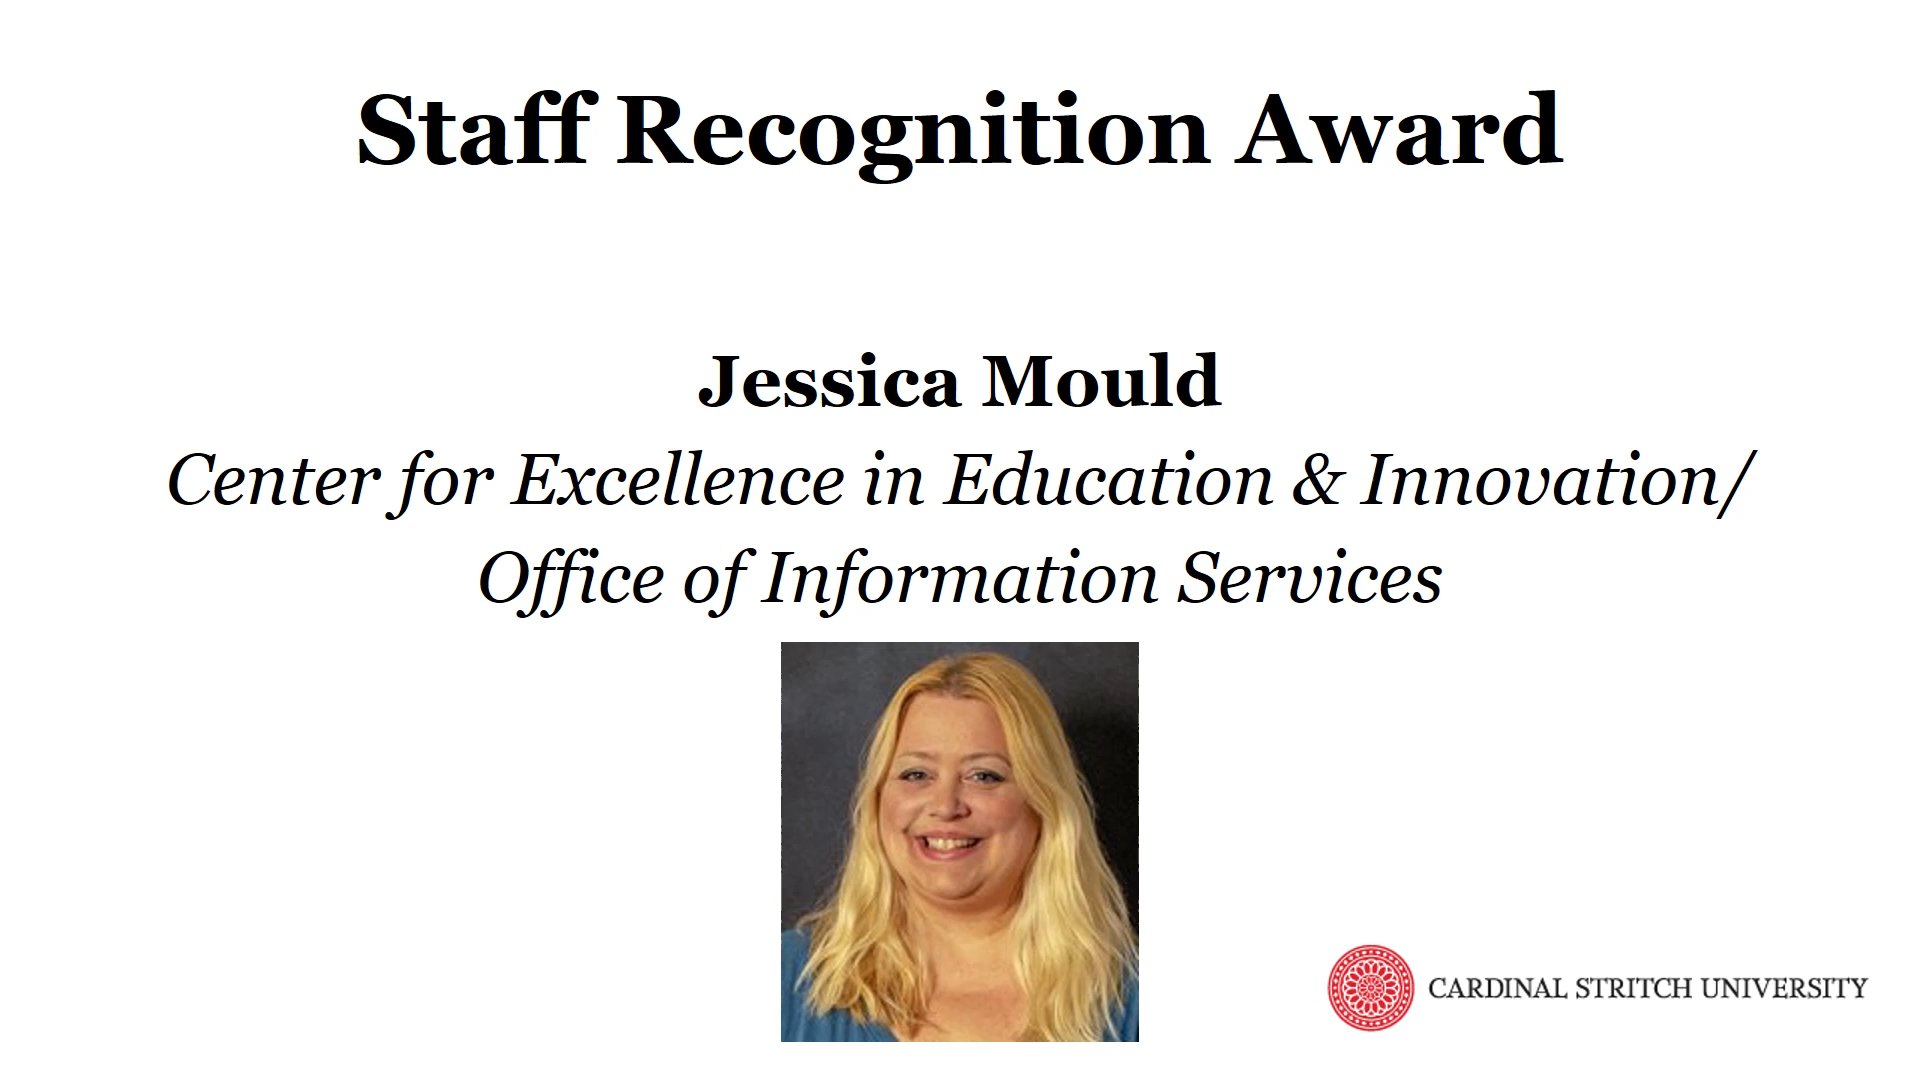 Staff Recognition Award
Jessica Mould
Center for Excellence in Education & Innovation/
Office of Information Services
CARDINAL STRITCH UNIVERSITY